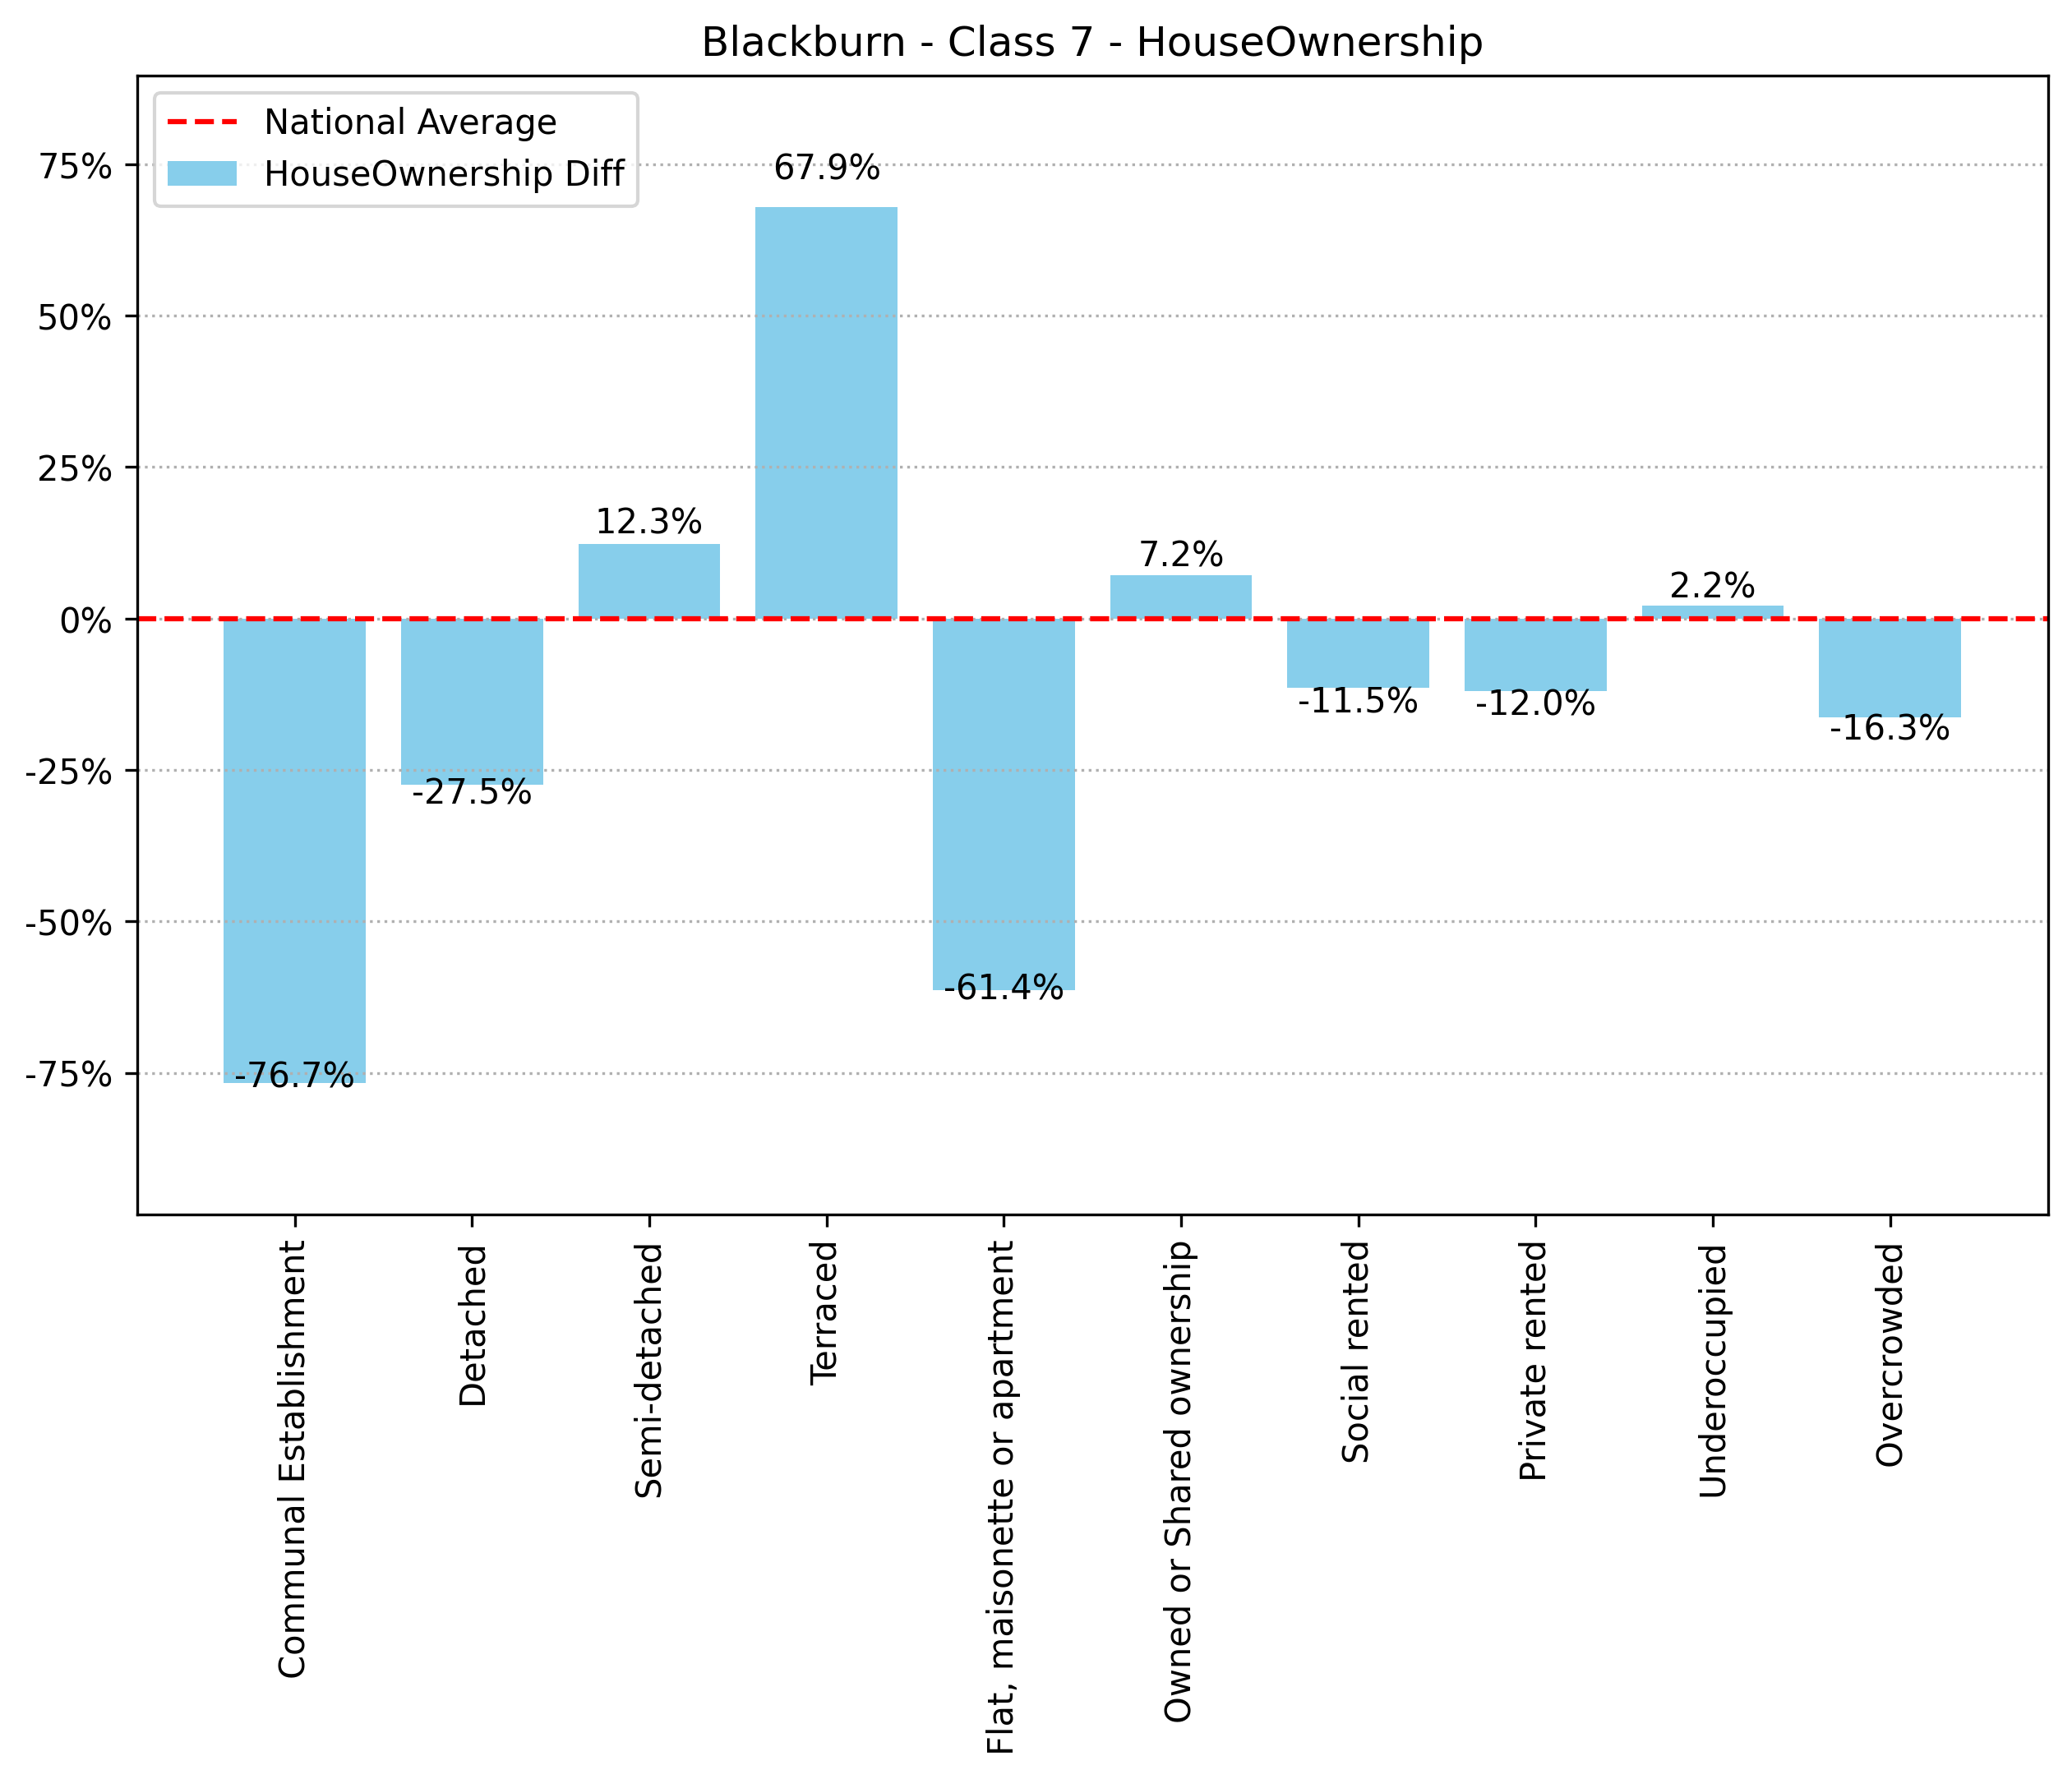 Blackburn - Class 7 - HouseOwnership
National Average
HouseOwnership Diff
75%
50%
25%
0%
-25%
-50%
-75%
-76.7%
-27.5%
12.3%
67.9%
-61.4%
7.2%
-11.5%
-12.0%
2.2%
-16.3%
Communal Establishment
Detached
Semi-detached
Terraced
Flat, maisonette or apartment
Owned or Shared ownership
Social rented
Private rented
Underoccupied
Overcrowded